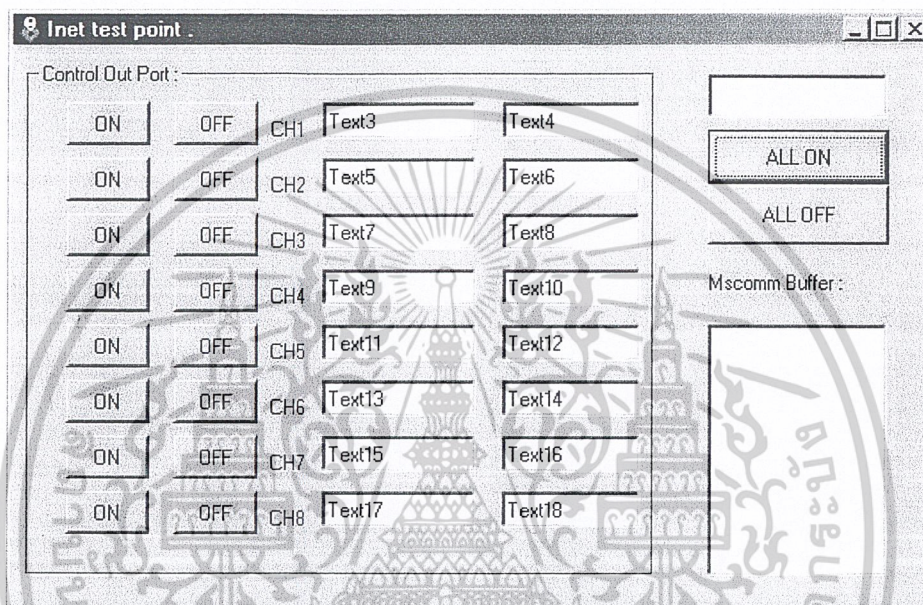 Inet test point .
Control Out Port :
ON OFF CH1 Text3 Text4
ON OFF CH2 Text5 Text6
ON OFF CH3 Text7 Text8
ON OFF CH4 Text9 Text10
ON OFF CH5 Text11 Text12
ON OFF CH6 Text13 Text14
ON OFF CH7 Text15 Text16
ON OFF CH8 Text17 Text18
ALL ON
ALL OFF
Mscomm Buffer :